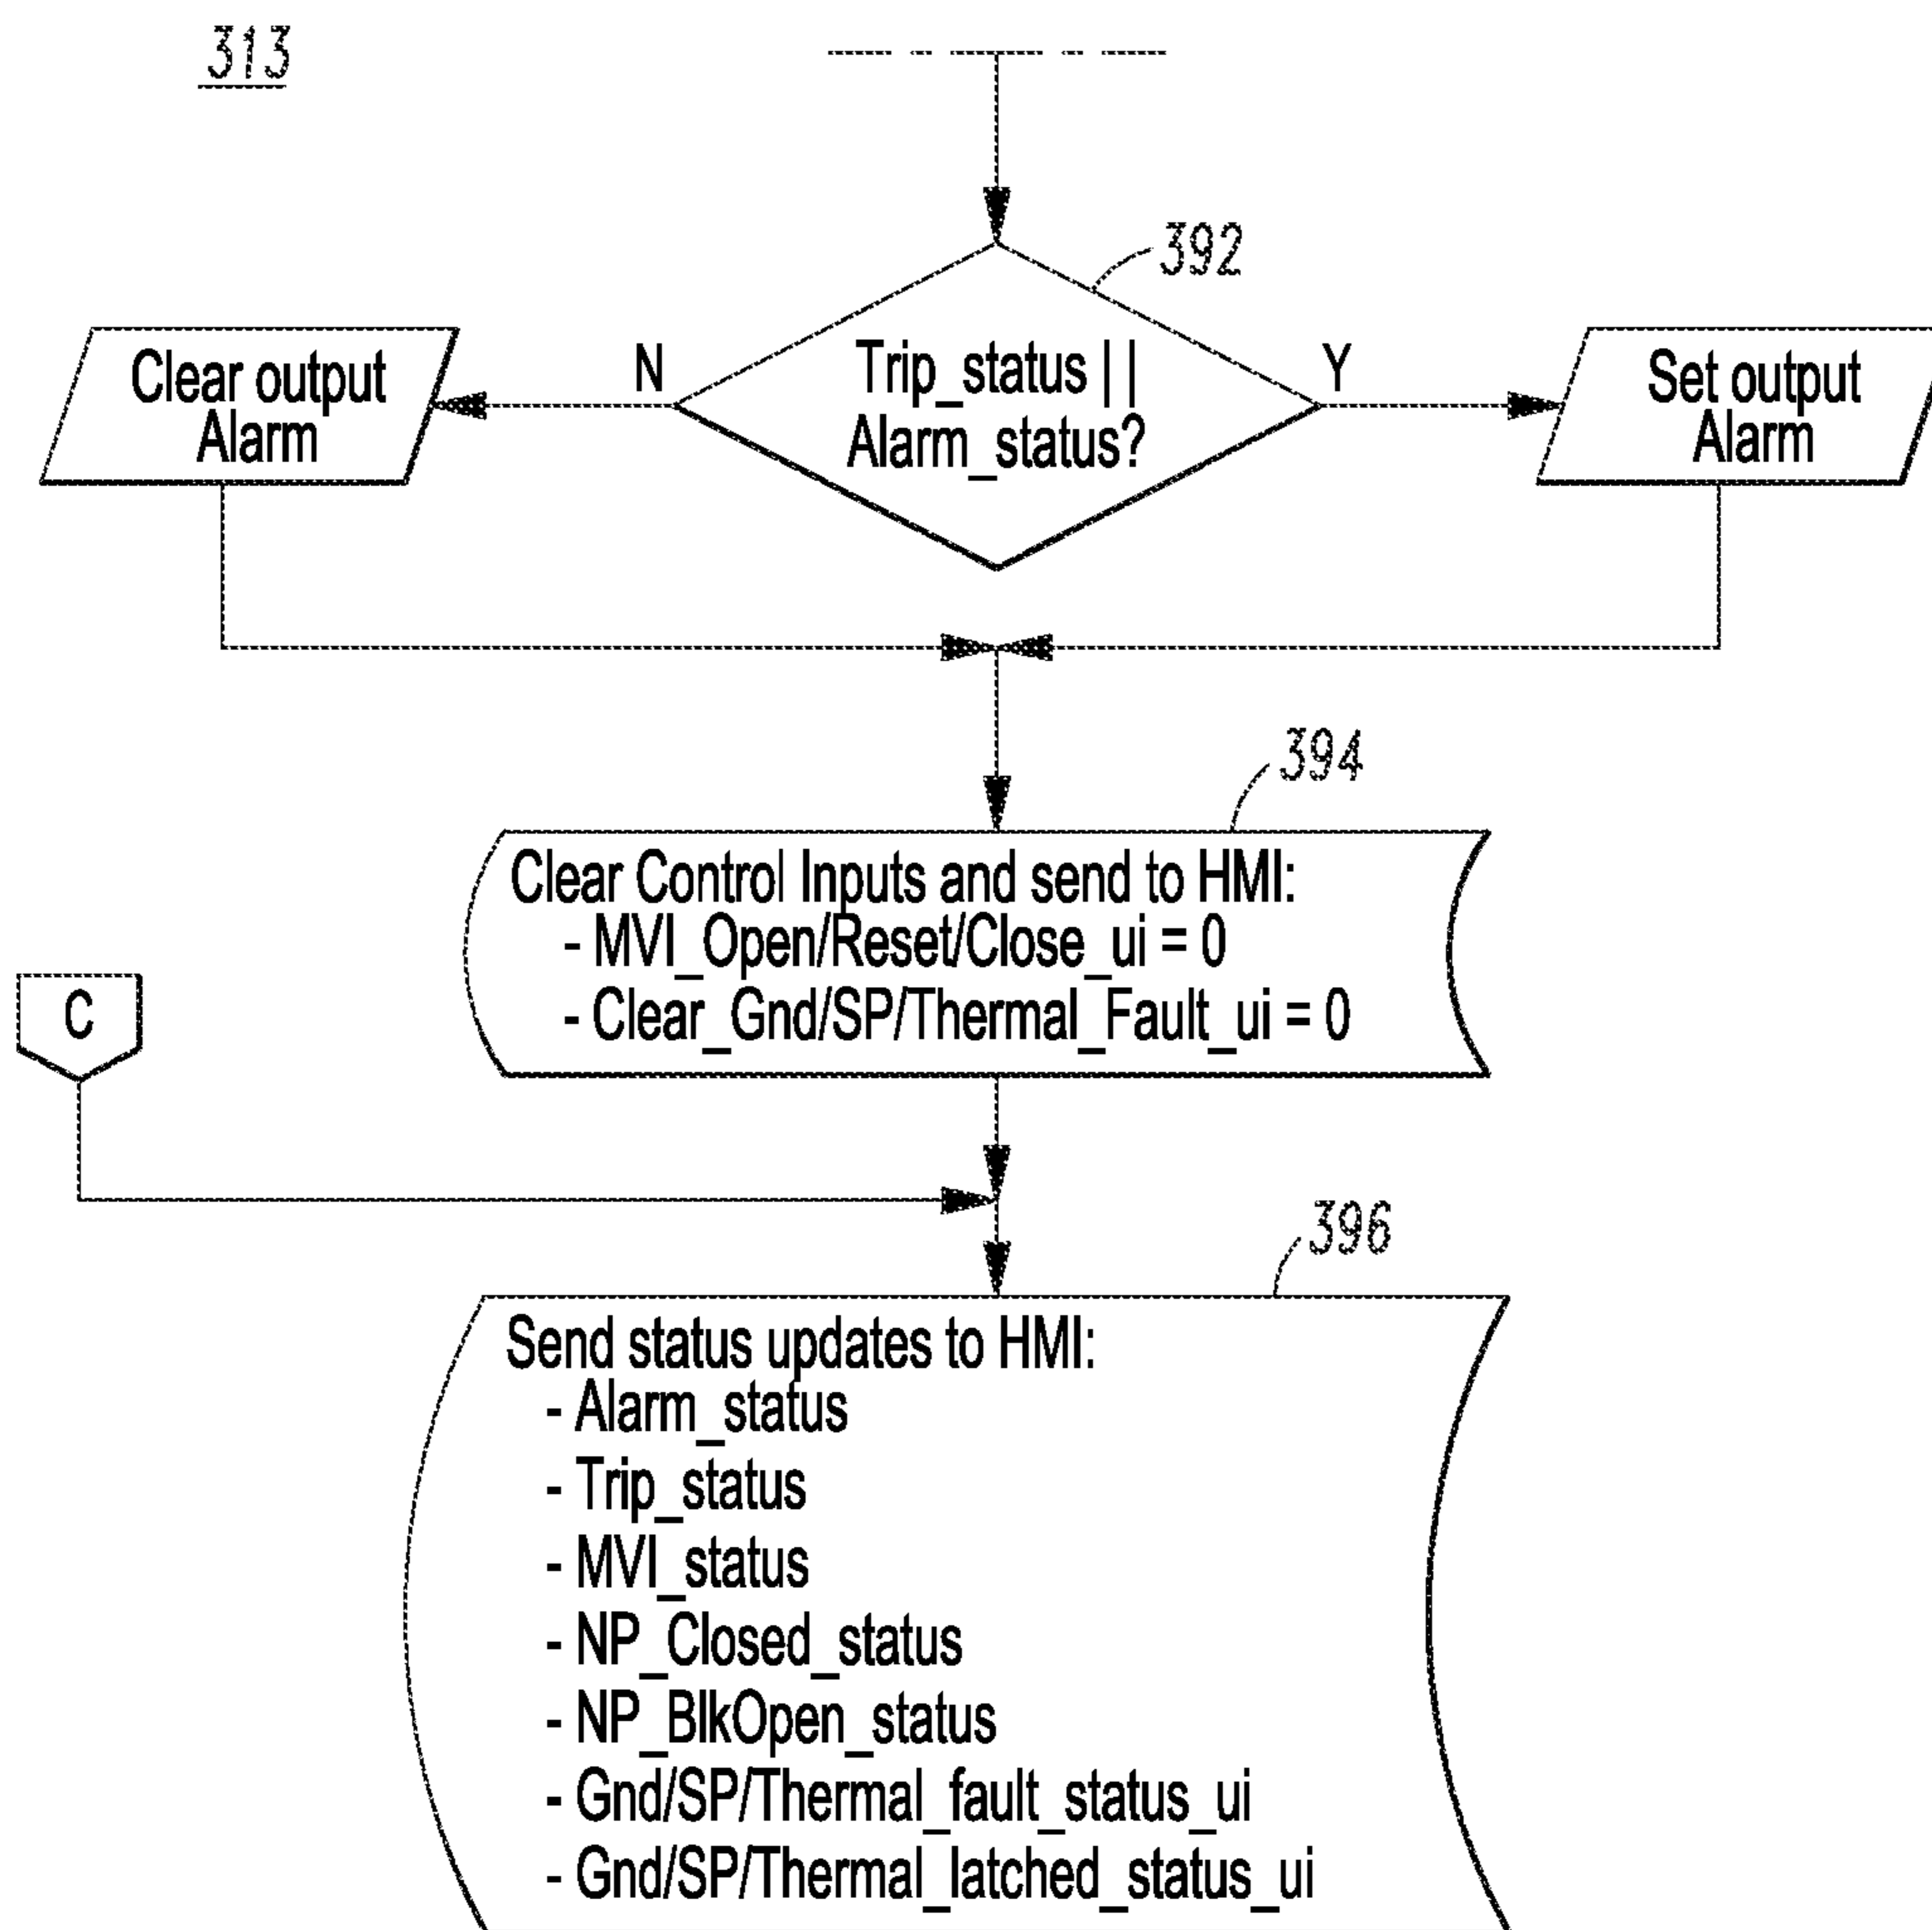 313
392
N
Trip_status ||
Alarm_status?
Y
Clear output
Alarm
Set output
Alarm
394
Clear Control Inputs and send to HMI:
- MVI_Open/Reset/Close_ui = 0
- Clear_Gnd/SP/Thermal_Fault_ui = 0
C
396
Send status updates to HMI:
- Alarm_status
- Trip_status
- MVI_status
- NP_Closed_status
- NP_BlkOpen_status
- Gnd/SP/Thermal_fault_status_ui
- Gnd/SP/Thermal_latched_status_ui